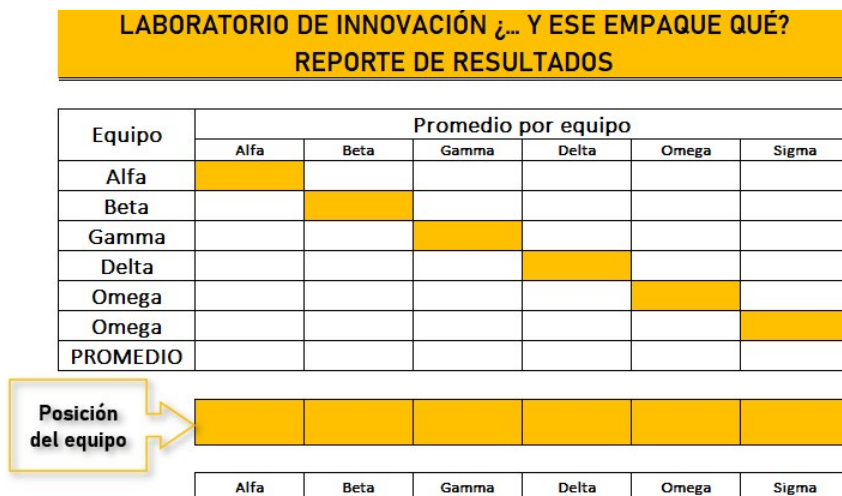 LABORATORIO DE INNOVACIÓN ¿... Y ESE EMPAQUE QUÉ?
REPORTE DE RESULTADOS
Equipo
Promedio por equipo
Alfa Beta Gamma Delta Omega Sigma
Alfa
Beta
Gamma
Delta
Omega
Omega
PROMEDIO
Posición
del equipo
Alfa Beta Gamma Delta Omega Sigma